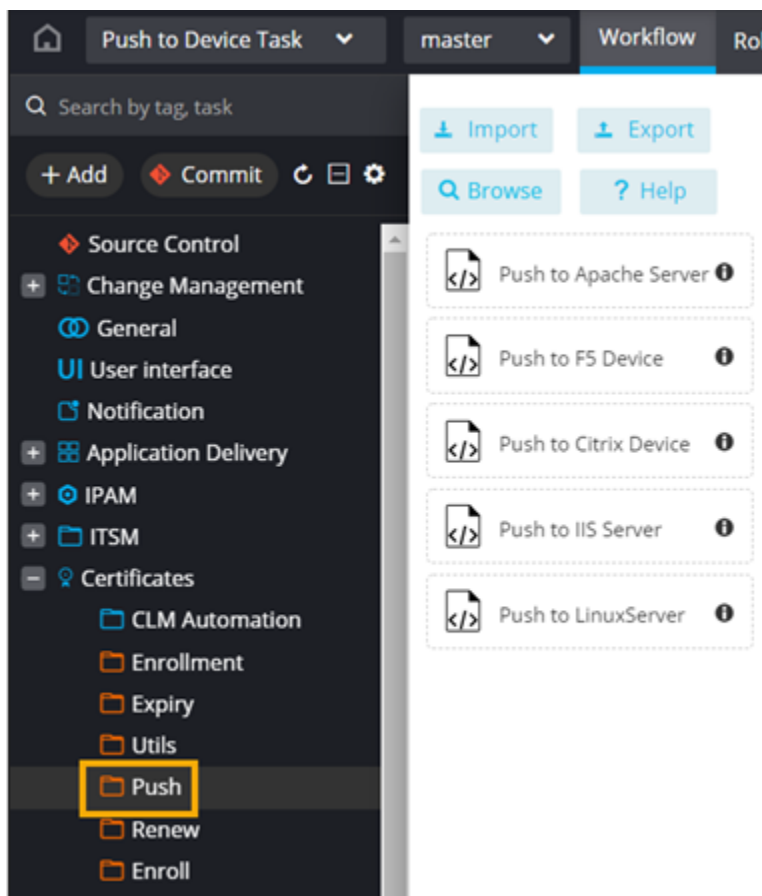 Push to Device Task
master
Workflow
Ro
Search by tag, task
+ Add
Commit
Import
Export
Browse
? Help
Source Control
Change Management
General
UI User interface
Notification
Application Delivery
IPAM
ITSM
Certificates
CLM Automation
Enrollment
Expiry
Utils
Push
Renew
Enroll
</> Push to Apache Server
</> Push to F5 Device
</> Push to Citrix Device
</> Push to IIS Server
</> Push to LinuxServer